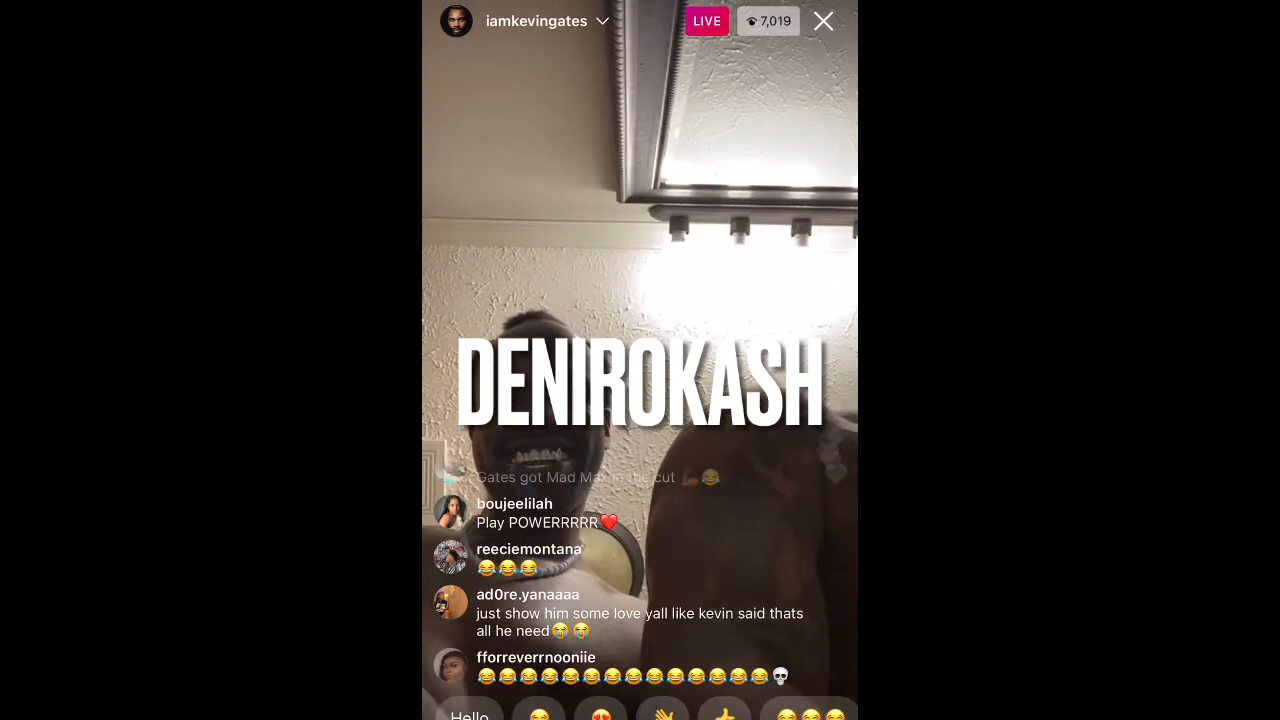 iamkevingates
LIVE
7,019
DENIROKASH
Gates got Mad Max in the cut 💪😂
boujeelilah
Play POWERRRRR❤️
reeciemontana
😂😂😂
ad0re.yanaaaa
just show him some love yall like kevin said thats
all he need😭😭
fforreverrnooniie
😂😂😂😂😂😂😂😂😂😂😂😂😂😂💀
Hello